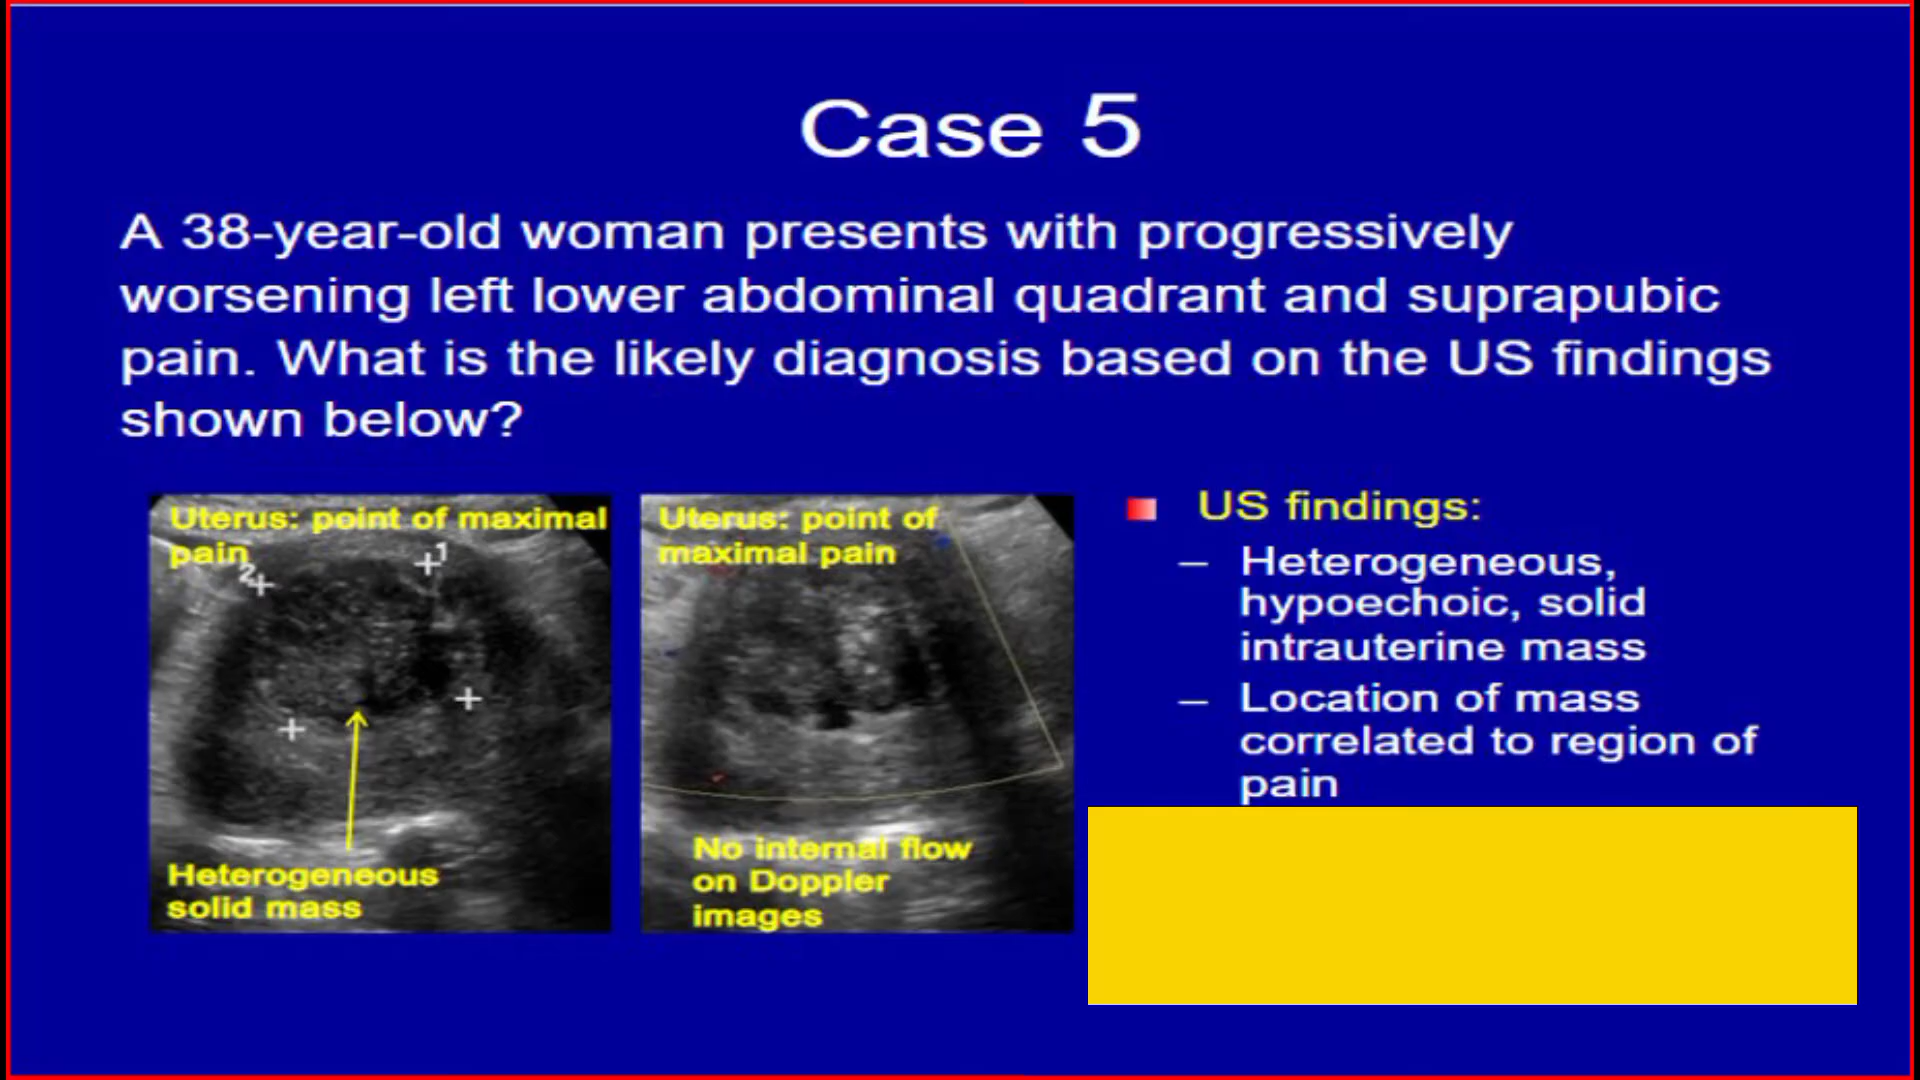 Case 5
A 38-year-old woman presents with progressively
worsening left lower abdominal quadrant and suprapubic
pain. What is the likely diagnosis based on the US findings
shown below?
Uterus: point of maximal
pain
1
2
Heterogeneous
solid mass
Uterus: point of
maximal pain
No internal flow
on Doppler
images
US findings:
– Heterogeneous,
hypoechoic, solid
intrauterine mass
– Location of mass
correlated to region of
pain